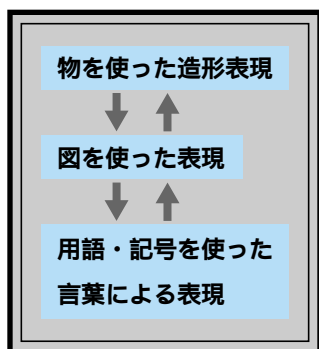 物を使った造形表現
図を使った表現
用語・記号を使った
言葉による表現